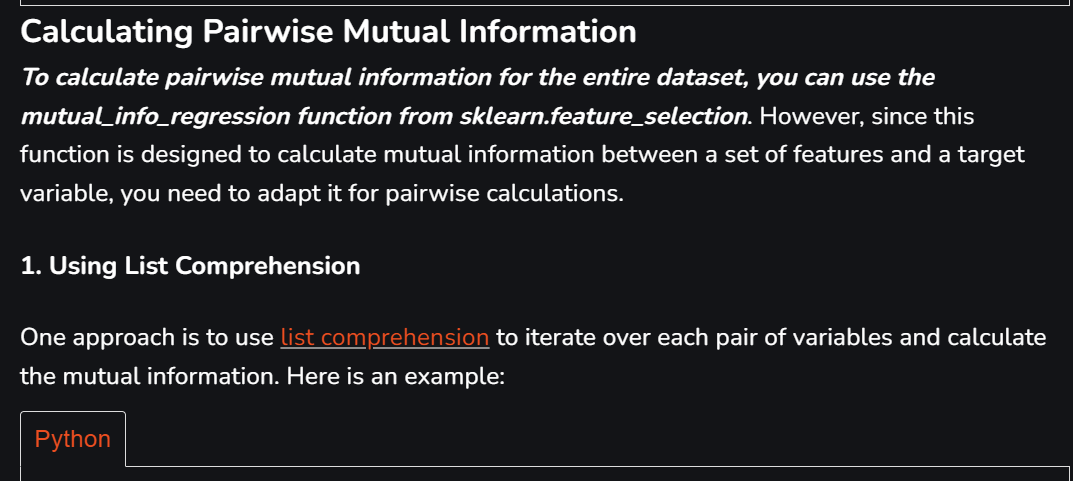 Calculating Pairwise Mutual Information
To calculate pairwise mutual information for the entire dataset, you can use the
mutual_info_regression function from sklearn.feature_selection. However, since this
function is designed to calculate mutual information between a set of features and a target
variable, you need to adapt it for pairwise calculations.
1. Using List Comprehension
One approach is to use list comprehension to iterate over each pair of variables and calculate
the mutual information. Here is an example:
Python